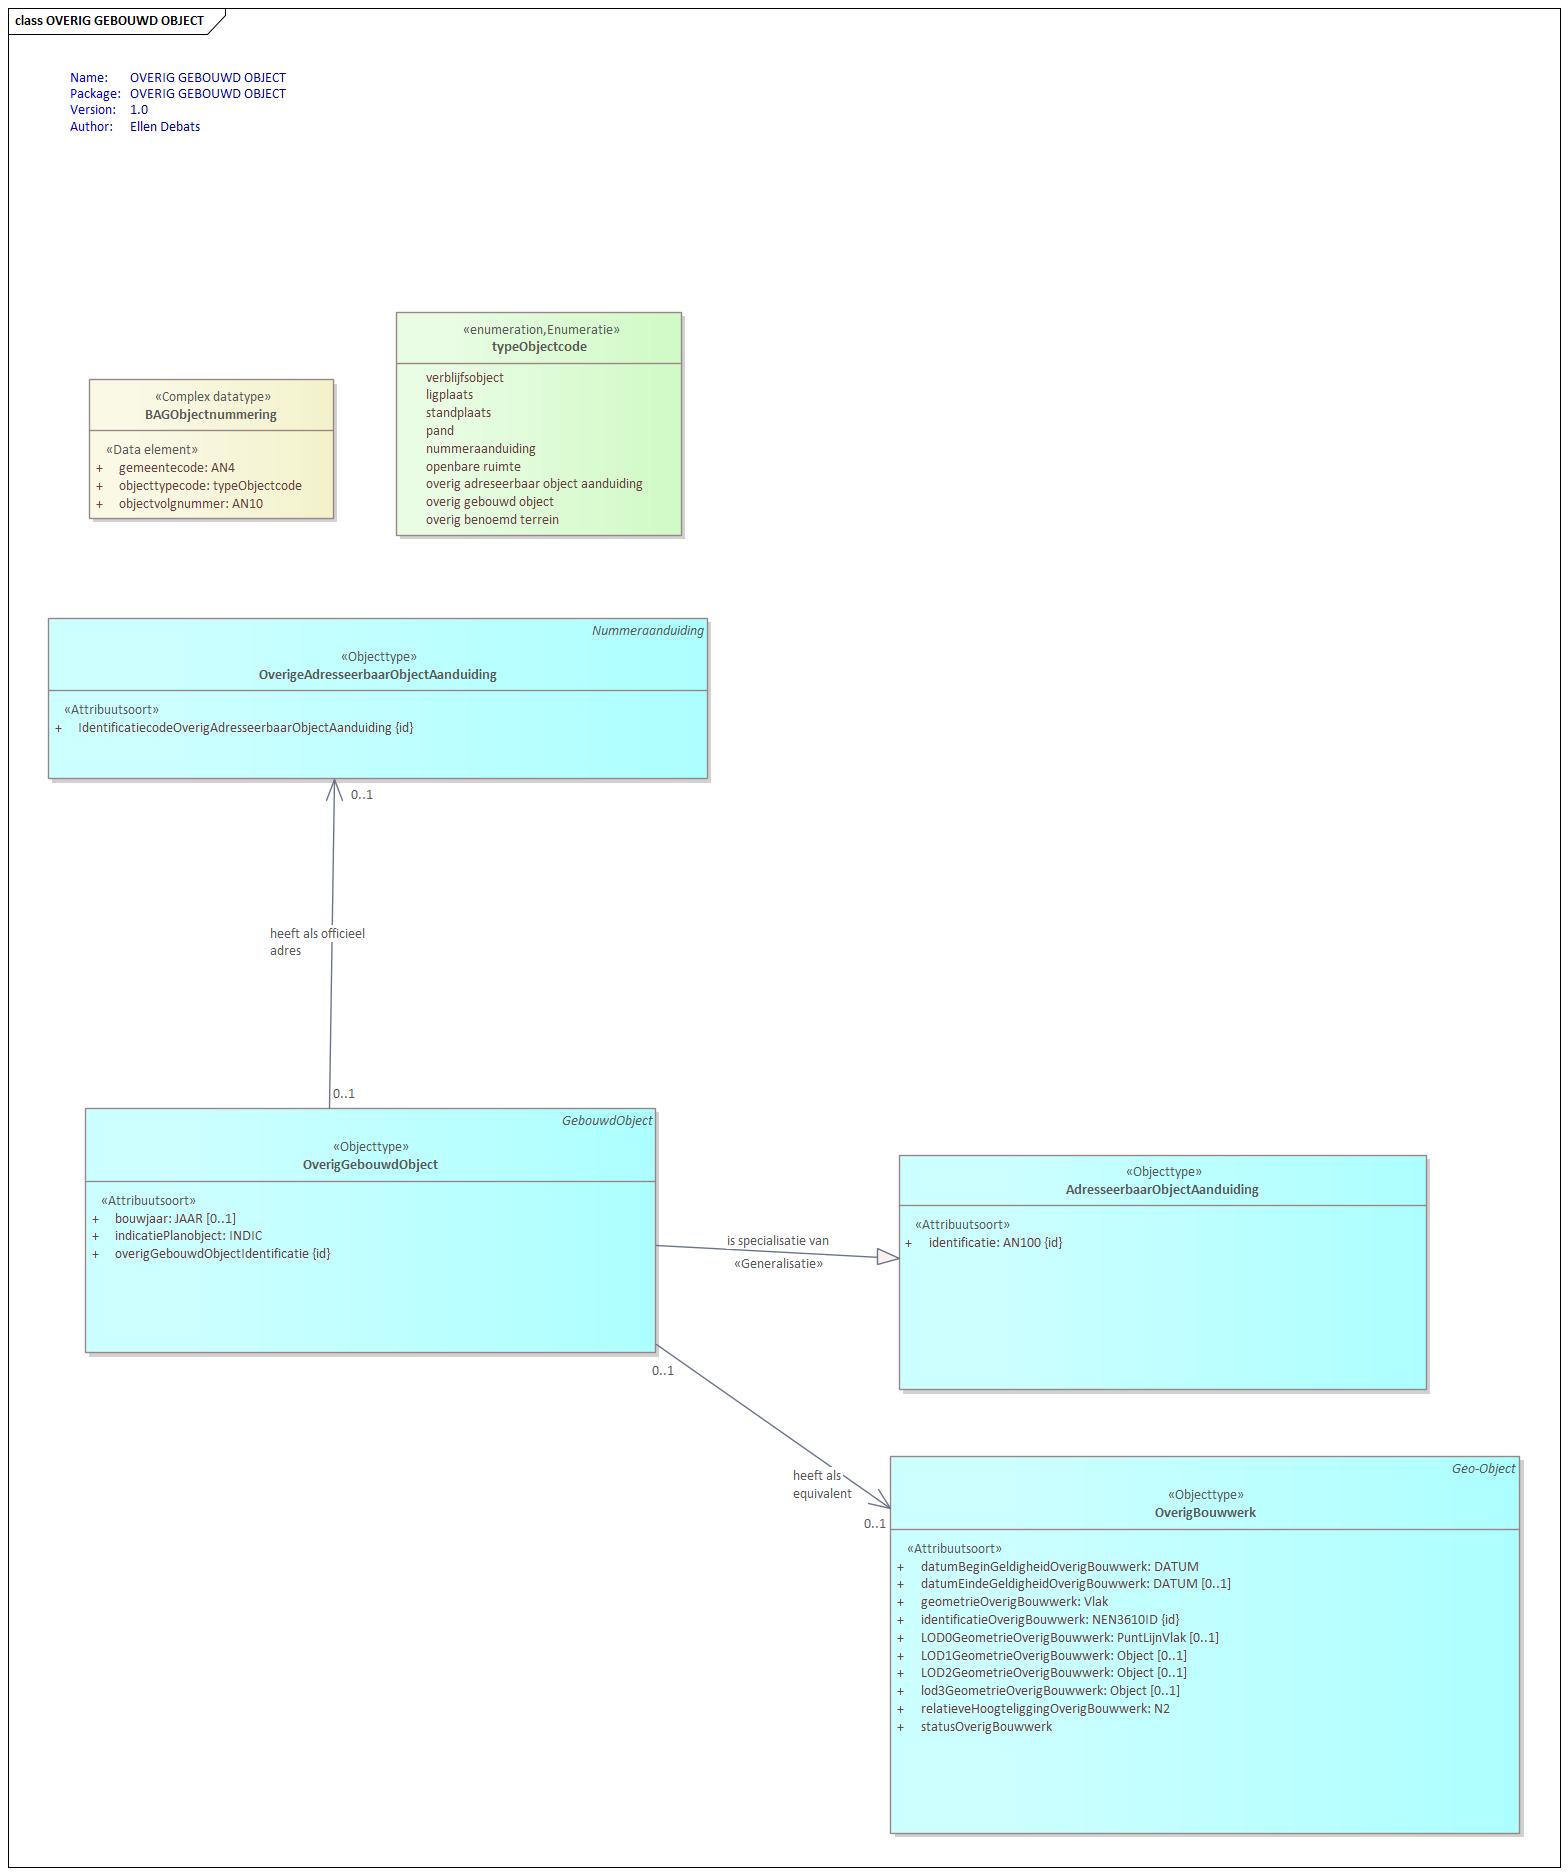 class OVERIG GEBOUWD OBJECT
Name: OVERIG GEBOUWD OBJECT
Package: OVERIG GEBOUWD OBJECT
Version: 1.0
Author: Ellen Debats
«Complex datatype»
BAGObjectnummering
«Data element»
+ gemeentecode: AN4
+ objecttypecode: typeObjectcode
+ objectvolgnummer: AN10
«enumeration,Enumeratie»
typeObjectcode
verblijfsobject
ligplaats
standplaats
pand
nummeraanduiding
openbare ruimte
overig adreseerbaar object aanduiding
overig gebouwd object
overig benoemd terrein
Nummeraanduiding
«Objecttype»
OverigeAdresseerbaarObjectAanduiding
«Attribuutsoort»
+ IdentificatiecodeOverigAdresseerbaarObjectAanduiding {id}
0..1
heeft als officieel
adres
0..1
GebouwdObject
«Objecttype»
OverigGebouwdObject
«Attribuutsoort»
+ bouwjaar: JAAR [0..1]
+ indicatiePlanobject: INDIC
+ overigGebouwdObjectIdentificatie {id}
is specialisatie van
«Generalisatie»
«Objecttype»
AdresseerbaarObjectAanduiding
«Attribuutsoort»
+ identificatie: AN100 {id}
0..1
heeft als
equivalent
0..1
Geo-Object
«Objecttype»
OverigBouwwerk
«Attribuutsoort»
+ datumBeginGeldigheidOverigBouwwerk: DATUM
+ datumEindeGeldigheidOverigBouwwerk: DATUM [0..1]
+ geometrieOverigBouwwerk: Vlak
+ identificatieOverigBouwwerk: NEN3610ID {id}
+ LOD0GeometrieOverigBouwwerk: PuntLijnVlak [0..1]
+ LOD1GeometrieOverigBouwwerk: Object [0..1]
+ LOD2GeometrieOverigBouwwerk: Object [0..1]
+ lod3GeometrieOverigBouwwerk: Object [0..1]
+ relatieveHoogteliggingOverigBouwwerk: N2
+ statusOverigBouwwerk